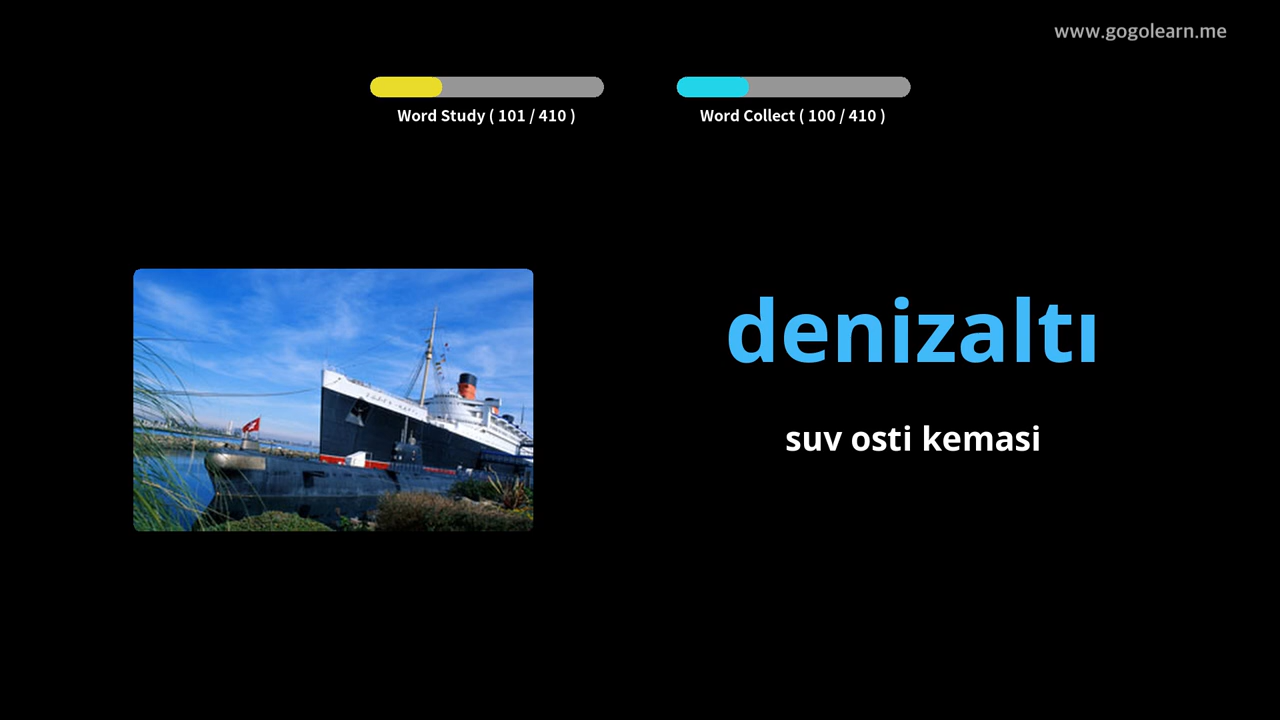 www.gogolearn.me
Word Study ( 101 / 410 )
Word Collect ( 100 / 410 )
denizaltı
suv osti kemasi